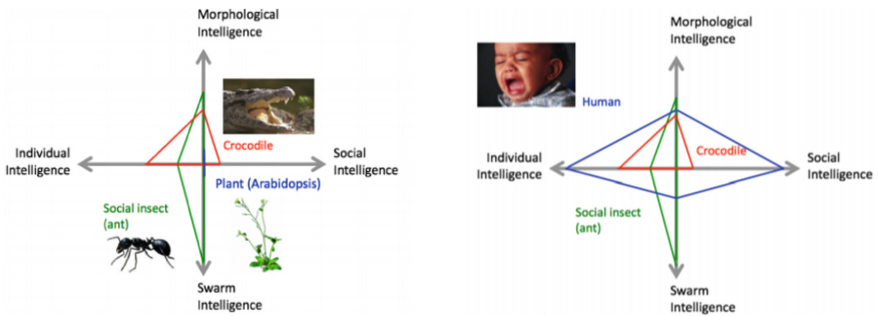 Morphological
Intelligence
Crocodile
Individual
Intelligence
Social
Intelligence
Plant (Arabidopsis)
Social insect
(ant)
Swarm
Intelligence
Morphological
Intelligence
Human
Crocodile
Individual
Intelligence
Social
Intelligence
Social insect
(ant)
Swarm
Intelligence